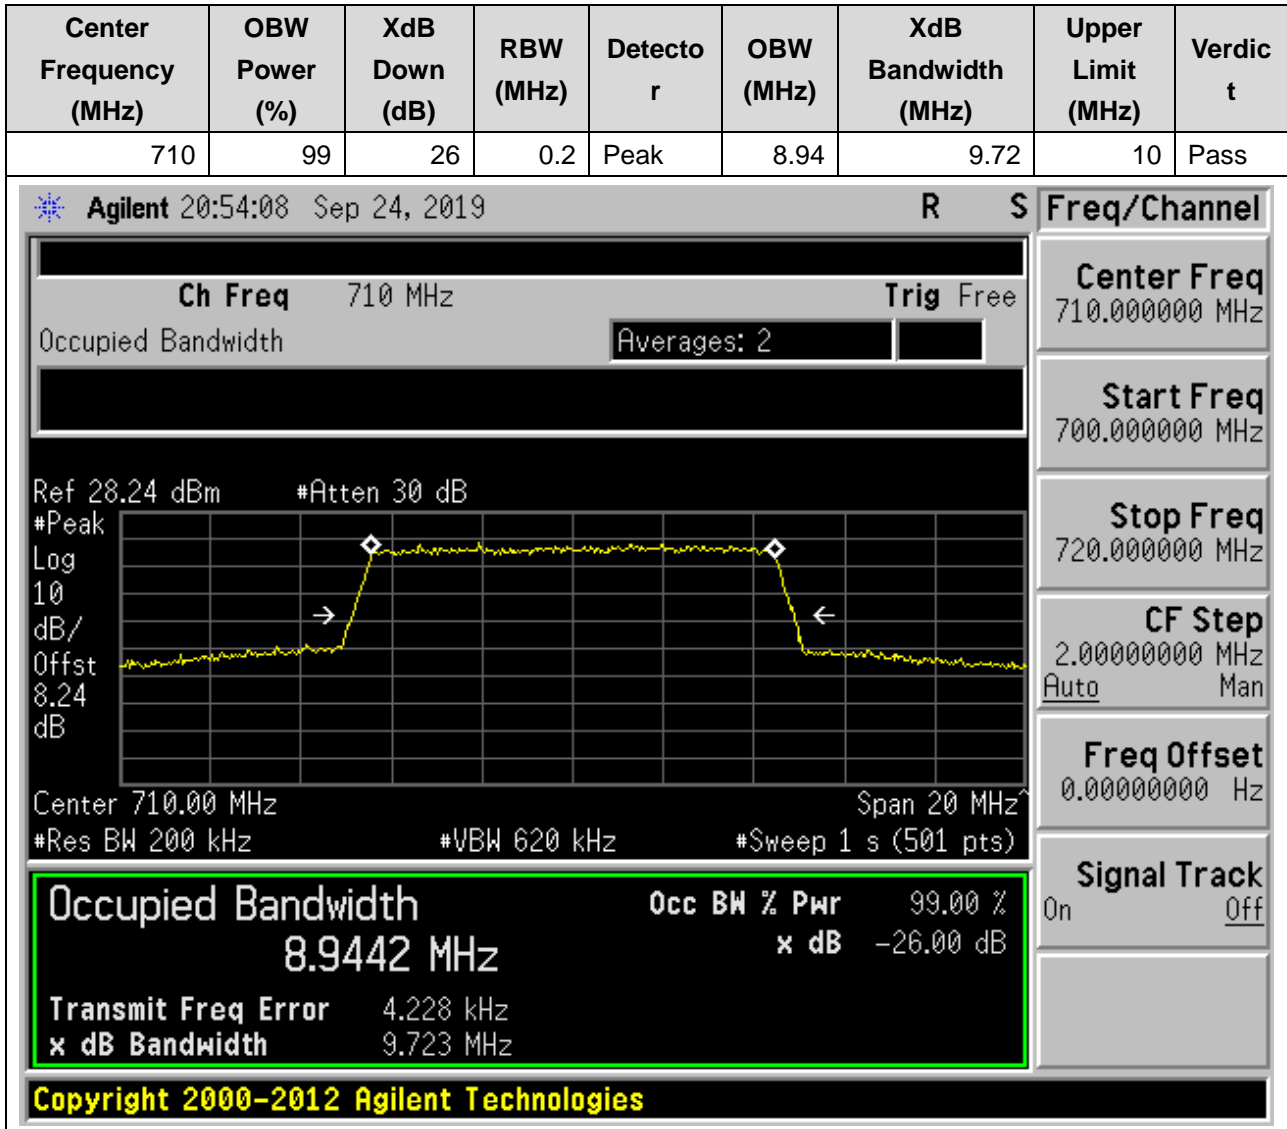 Center Frequency (MHz) OBW Power (%) XdB Down (dB) RBW (MHz) Detecto r OBW (MHz) XdB Bandwidth (MHz) Upper Limit (MHz) Verdic t
710 99 26 0.2 Peak 8.94 9.72 10 Pass
Agilent 20:54:08 Sep 24, 2019 R S
Ch Freq 710 MHz Trig Free
Occupied Bandwidth Averages: 2
Ref 28.24 dBm #Atten 30 dB
#Peak
Log
10
dB/
Offst
8.24
dB
Center 710.00 MHz Span 20 MHz^
#Res BW 200 kHz #VBW 620 kHz #Sweep 1 s (501 pts)
Occupied Bandwidth Occ BW % Pwr 99.00 %
8.9442 MHz x dB -26.00 dB
Transmit Freq Error 4.228 kHz
x dB Bandwidth 9.723 MHz
Copyright 2000-2012 Agilent Technologies
Freq/Channel
Center Freq
710.000000 MHz
Start Freq
700.000000 MHz
Stop Freq
720.000000 MHz
CF Step
2.00000000 MHz
Auto Man
Freq Offset
0.00000000 Hz
Signal Track
On Off